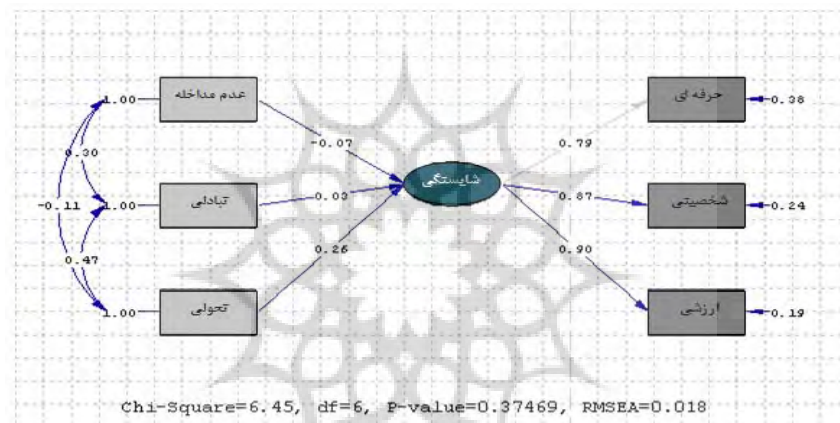 عدم مداخله
تبادلی
تحولی
شایستگی
حرفه ای
شخصیتی
ارزشی
1.00
0.30
-0.11
1.00
0.47
1.00
-0.07
0.03
0.26
0.79
0.87
0.90
0.38
0.24
0.19
Chi-Square=6.45, df=6, P-value=0.37469, RMSEA=0.018